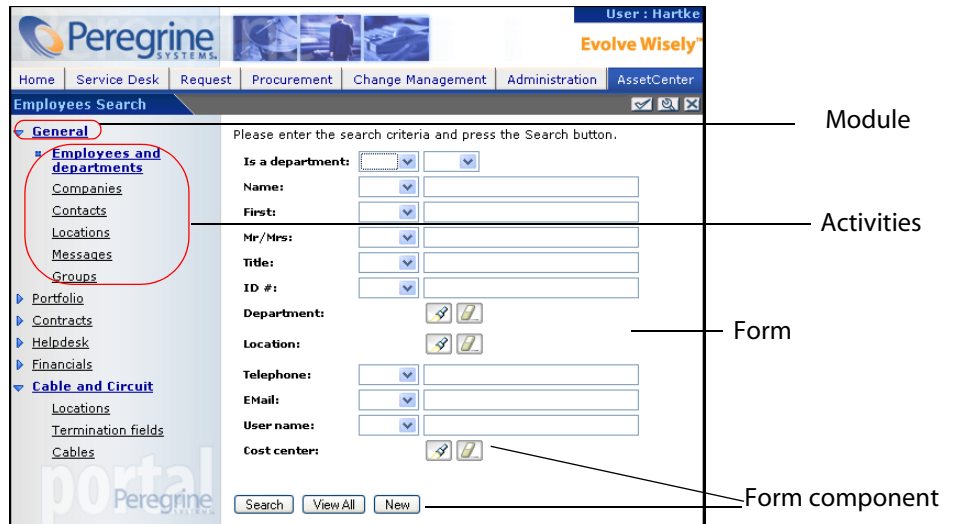 User : Hartke
Peregrine
SYSTEMS.
Evolve Wisely™
Home Service Desk Request Procurement Change Management Administration AssetCenter
Employees Search
General
Please enter the search criteria and press the Search button.
Module
Employees and
departments
Is a department:
Companies
Name:
Contacts
First:
Locations
Mr/Mrs:
Activities
Messages
Title:
Groups
ID #:
Portfolio
Department:
Contracts
Helpdesk
Location:
Form
Financials
Telephone:
Cable and Circuit
EMail:
Locations
User name:
Termination fields
Cables
Cost center:
portal
Peregrine
Search View All New
Form component